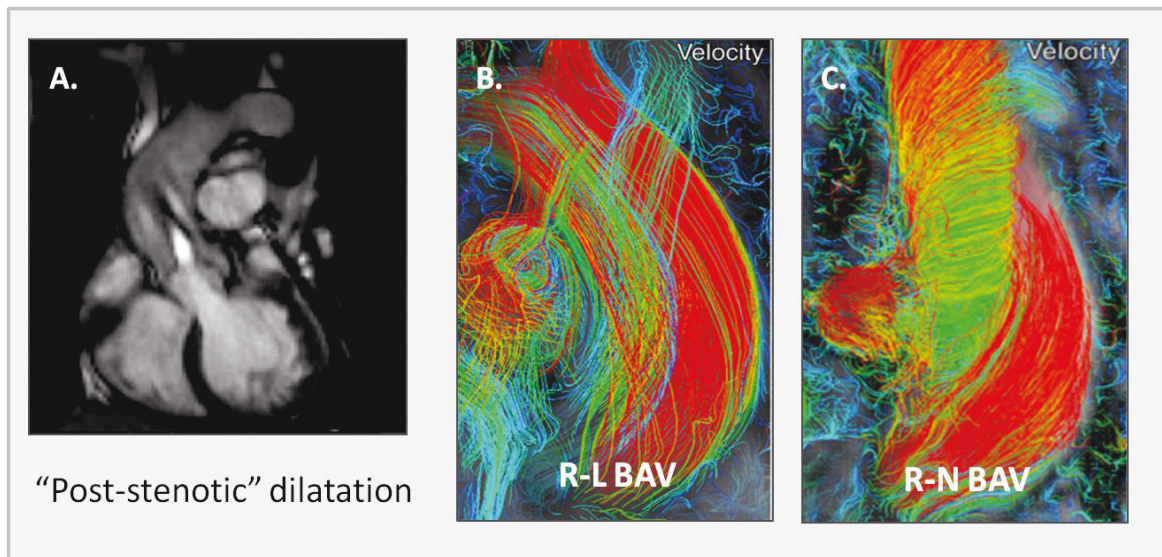 A.
"Post-stenotic" dilatation
Velocity
B.
R-L BAV
Velocity
C.
R-N BAV